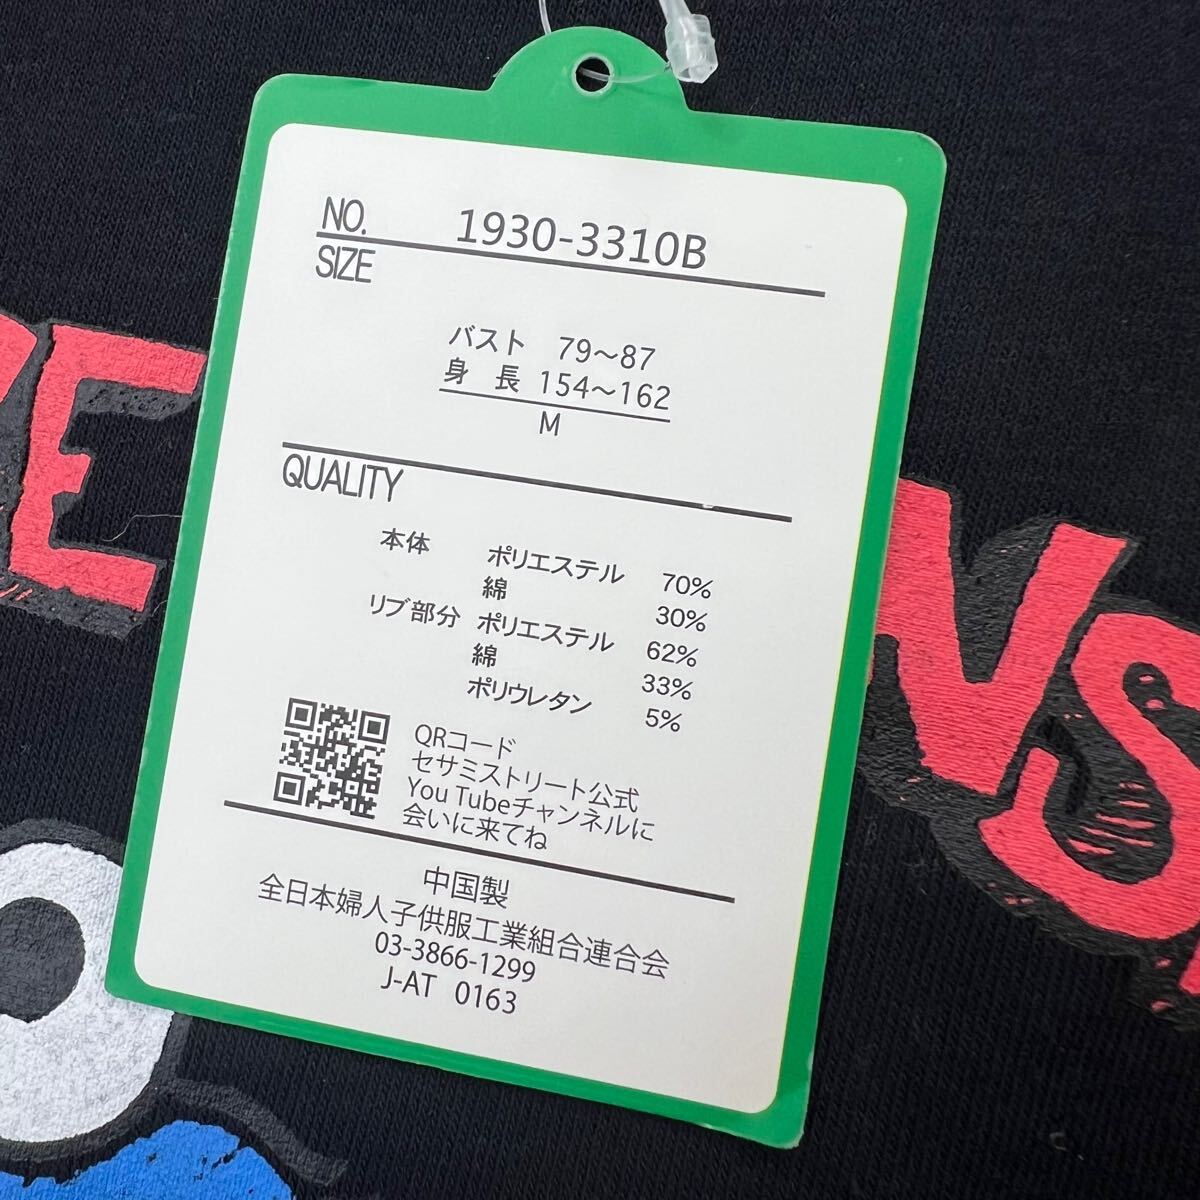 NO. 1930-3310B
SIZE
バスト 79〜87
身 長 154〜162
M
QUALITY
本体 ポリエステル 70%
綿 30%
リブ部分 ポリエステル 62%
綿 33%
ポリウレタン 5%
QRコード
セサミストリート公式
You Tubeチャンネルに
会いに来てね
中国製
全日本婦人子供服工業組合連合会
03-3866-1299
J-AT 0163